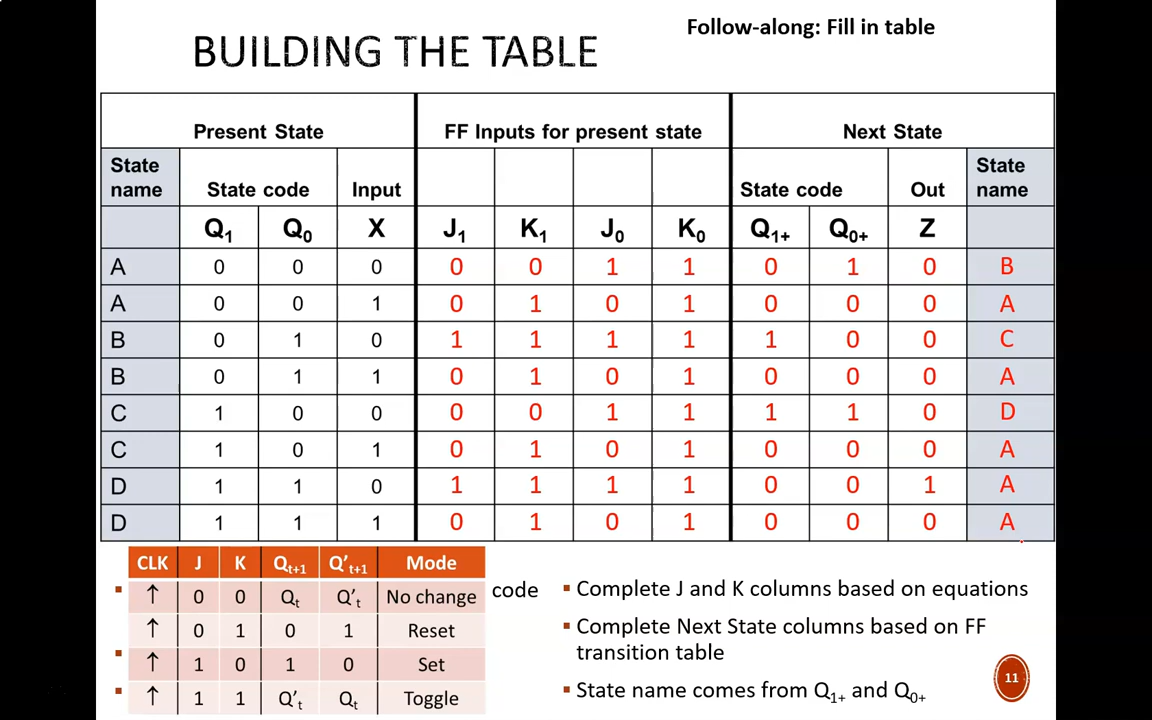 Follow-along: Fill in table
BUILDING THE TABLE
Present State FF Inputs for present state Next State
State name State code Input State code Out State name
Q1 Q0 X J1 K1 J0 K0 Q1+ Q0+ Z
A 0 0 0 0 0 1 1 0 1 0 B
A 0 0 1 0 1 0 1 0 0 0 A
B 0 1 0 1 1 1 1 1 0 0 C
B 0 1 1 0 1 0 1 0 0 0 A
C 1 0 0 0 0 1 1 1 1 0 D
C 1 0 1 0 1 0 1 0 0 0 A
D 1 1 0 1 1 1 1 0 0 1 A
D 1 1 1 0 1 0 1 0 0 0 A
CLK J K Qt+1 Q’t+1 Mode
↑ 0 0 Qt Q’t No change
↑ 0 1 0 1 Reset
↑ 1 0 1 0 Set
↑ 1 1 Q’t Qt Toggle
code
▪ Complete J and K columns based on equations
▪ Complete Next State columns based on FF
transition table
▪ State name comes from Q1+ and Q0+
11